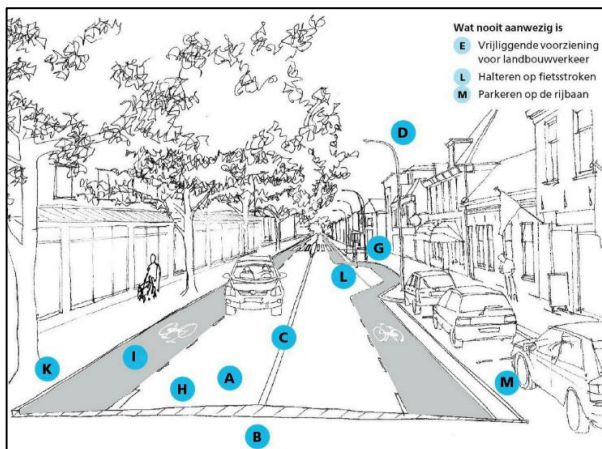 Wat nooit aanwezig is
E Vrijliggende voorziening
voor landbouwverkeer
L Halteren op fietsstroken
M Parkeren op de rijbaan
D
G
L
C
K
I
H
A
M
B